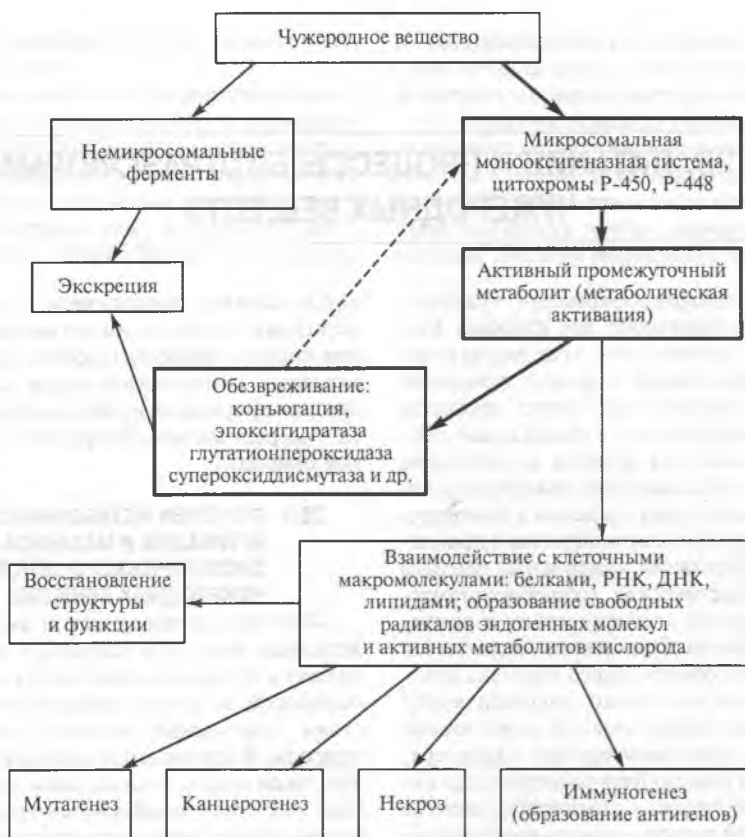 Чужеродное вещество
Немикросомальные
ферменты
Микросомальная
монооксигеназная система,
цитохромы Р-450, Р-448
Экскреция
Активный промежуточный
метаболит (метаболическая
активация)
Обезвреживание:
конъюгация,
эпоксигидратаза
глутатионпероксидаза
супероксиддисмутаза и др,
Восстановление
структуры
и функции
Взаимодействие с клеточными
макромолекулами: белками, РНК, ДНК,
липидами; образование свободных
радикалов эндогенных молекул
и активных метаболитов кислорода
Мутагенез
Канцерогенез
Некроз
Иммуногенез
(образование антигенов)